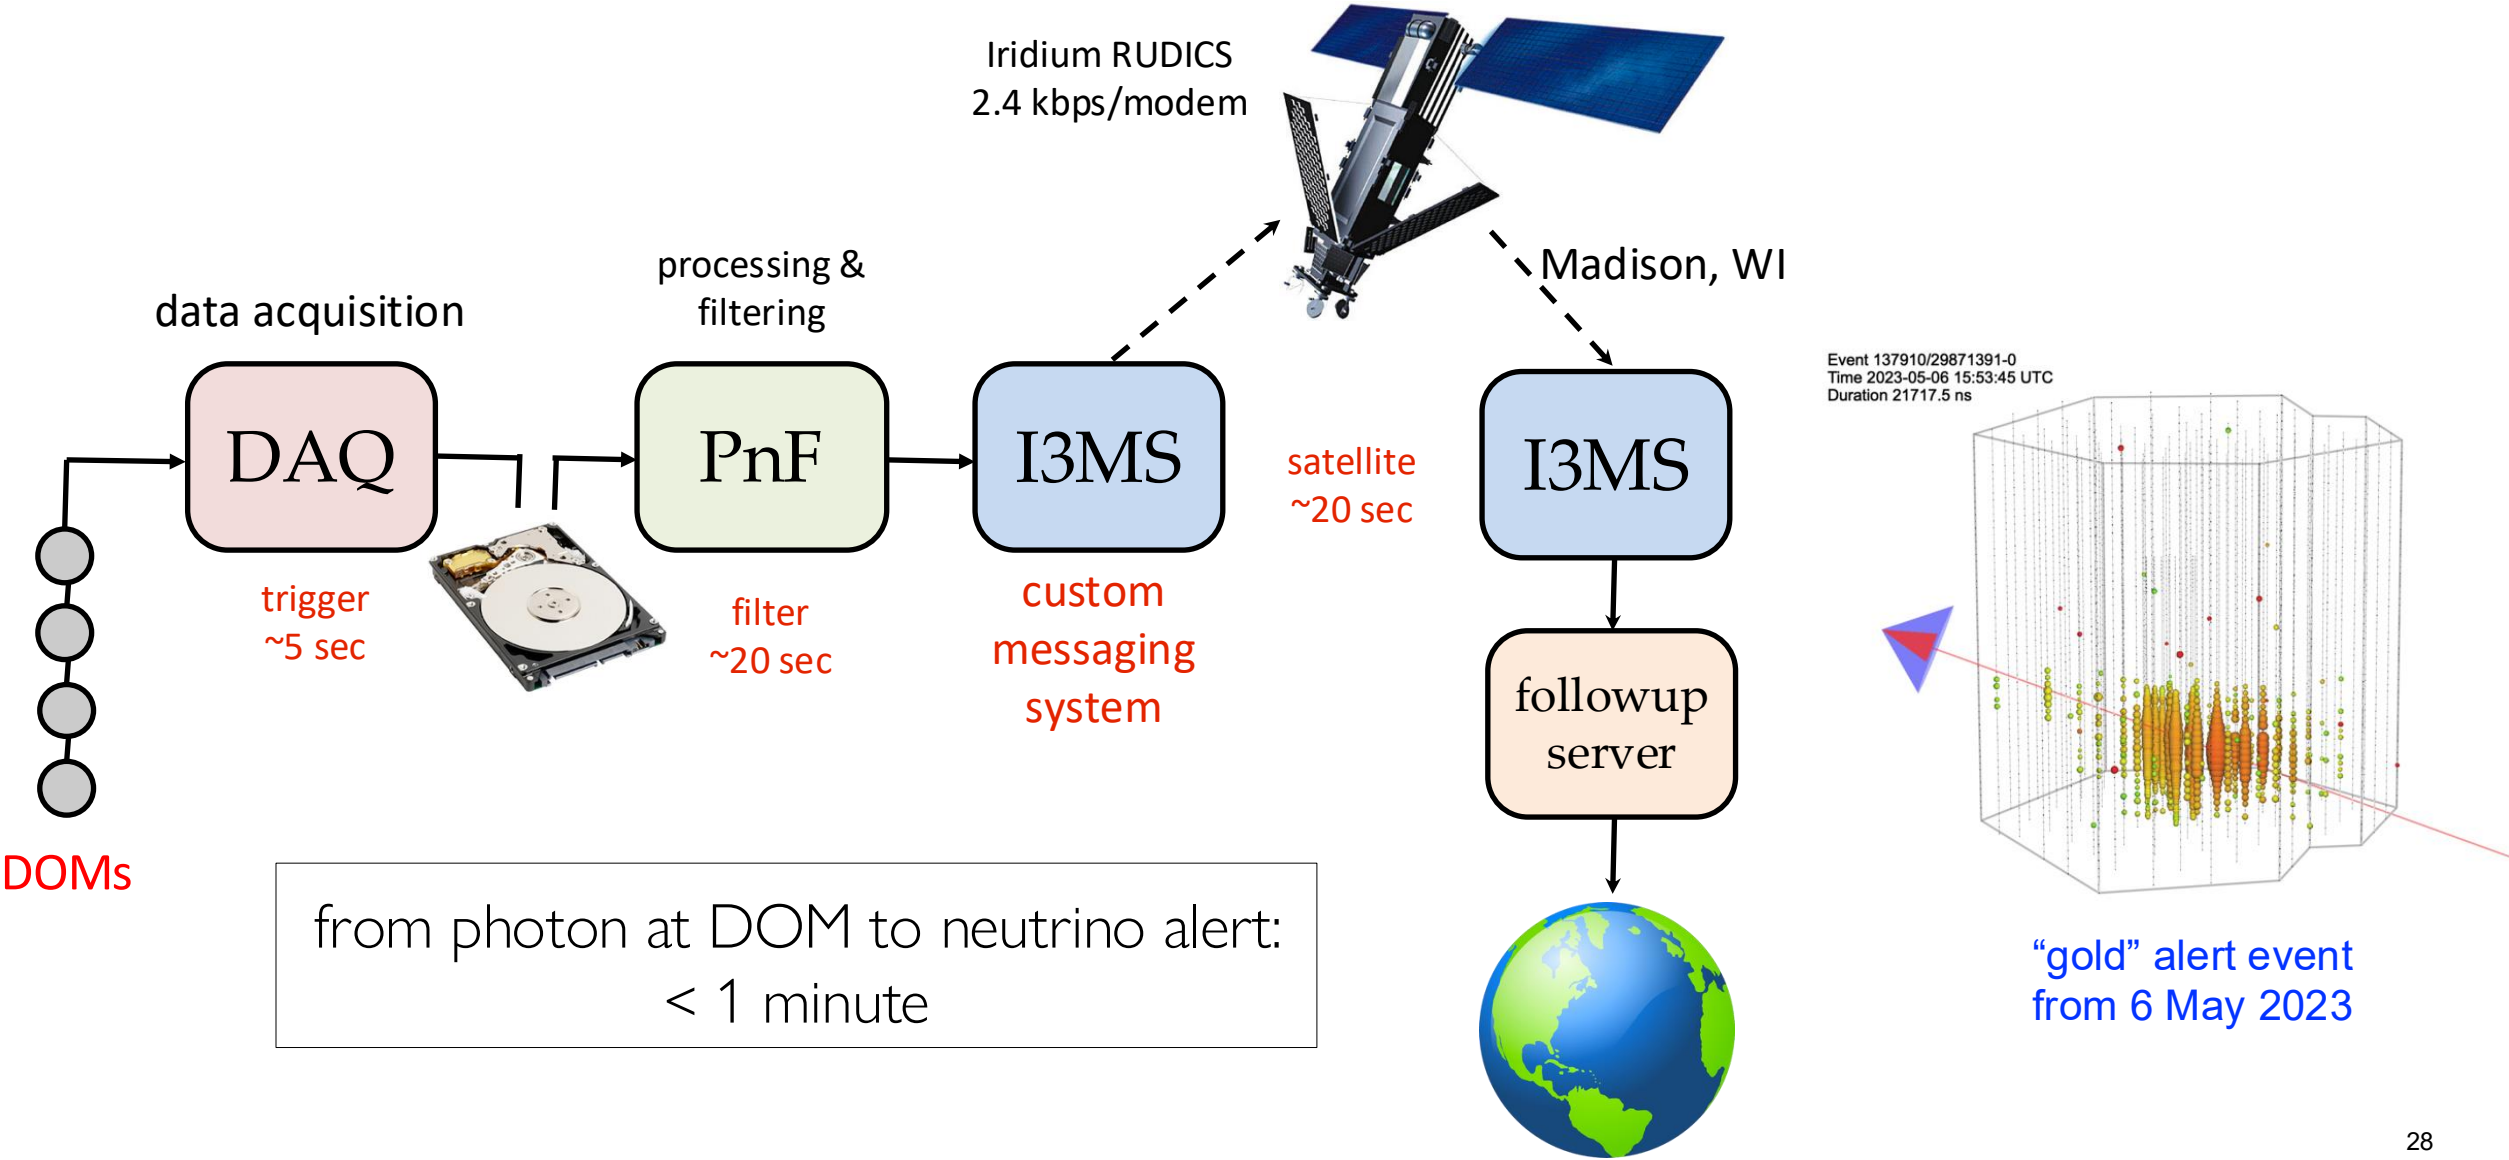 Iridium RUDICS
2.4 kbps/modem
processing &
filtering
data acquisition
Madison, WI
DAQ
PnF
I3MS
I3MS
satellite
~20 sec
trigger
~5 sec
filter
~20 sec
custom
messaging
system
followup
server
DOMs
from photon at DOM to neutrino alert:
< 1 minute
Event 137910/29871391-0
Time 2023-05-06 15:53:45 UTC
Duration 21717.5 ns
“gold” alert event
from 6 May 2023
28